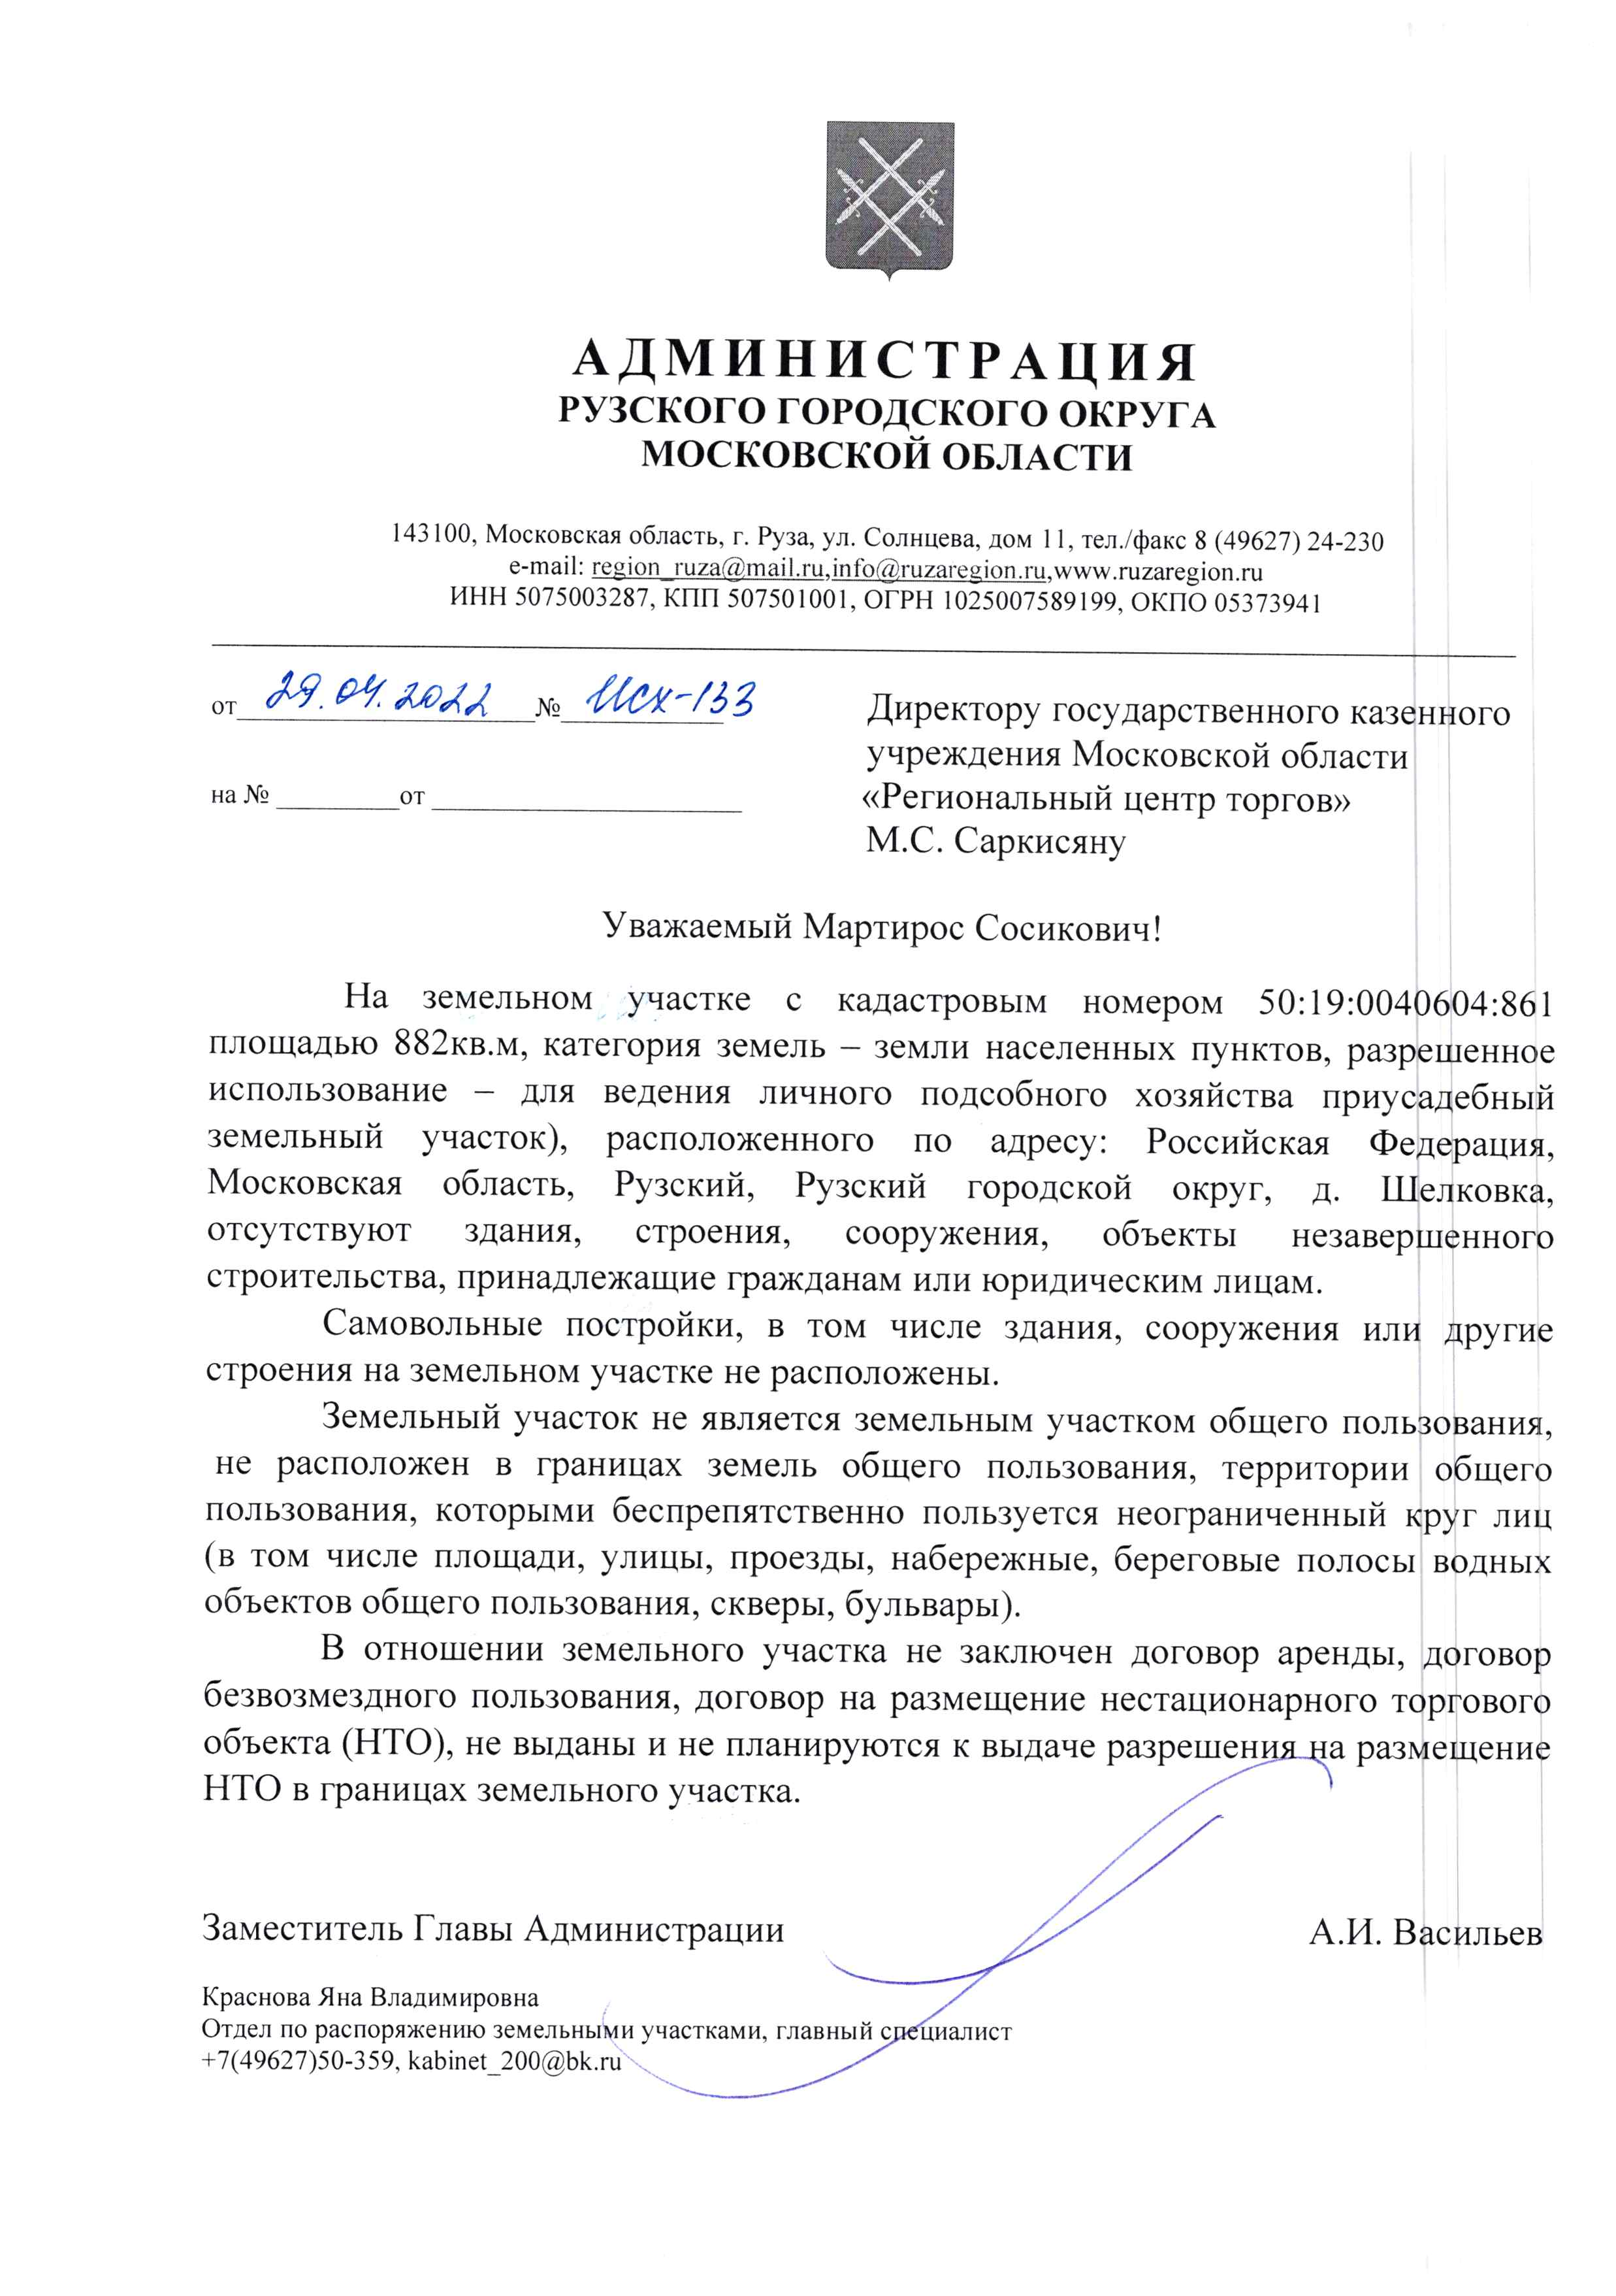 АДМИНИСТРАЦИЯ
РУЗСКОГО ГОРОДСКОГО ОКРУГА
МОСКОВСКОЙ ОБЛАСТИ
143100, Московская область, г. Руза, ул. Солнцева, дом 11, тел./факс 8 (49627) 24-230
e-mail: region_ruza@mail.ru,info@ruzaregion.ru,www.ruzaregion.ru
ИНН 5075003287, КПП 507501001, ОГРН 1025007589199, ОКПО 05373941
от 29.04.2022 № Исх-133
на № __________от ____________________
Директору государственного казенного
учреждения Московской области
«Региональный центр торгов»
М.С. Саркисяну
Уважаемый Мартирос Сосикович!
На земельном участке с кадастровым номером 50:19:0040604:861
площадью 882кв.м, категория земель – земли населенных пунктов, разрешенное
использование – для ведения личного подсобного хозяйства приусадебный
земельный участок), расположенного по адресу: Российская Федерация,
Московская область, Рузский, Рузский городской округ, д. Шелковка,
отсутствуют здания, строения, сооружения, объекты незавершенного
строительства, принадлежащие гражданам или юридическим лицам.
Самовольные постройки, в том числе здания, сооружения или другие
строения на земельном участке не расположены.
Земельный участок не является земельным участком общего пользования,
не расположен в границах земель общего пользования, территории общего
пользования, которыми беспрепятственно пользуется неограниченный круг лиц
(в том числе площади, улицы, проезды, набережные, береговые полосы водных
объектов общего пользования, скверы, бульвары).
В отношении земельного участка не заключен договор аренды, договор
безвозмездного пользования, договор на размещение нестационарного торгового
объекта (НТО), не выданы и не планируются к выдаче разрешения на размещение
НТО в границах земельного участка.
Заместитель Главы Администрации А.И. Васильев
Краснова Яна Владимировна
Отдел по распоряжению земельными участками, главный специалист
+7(49627)50-359, kabinet_200@bk.ru